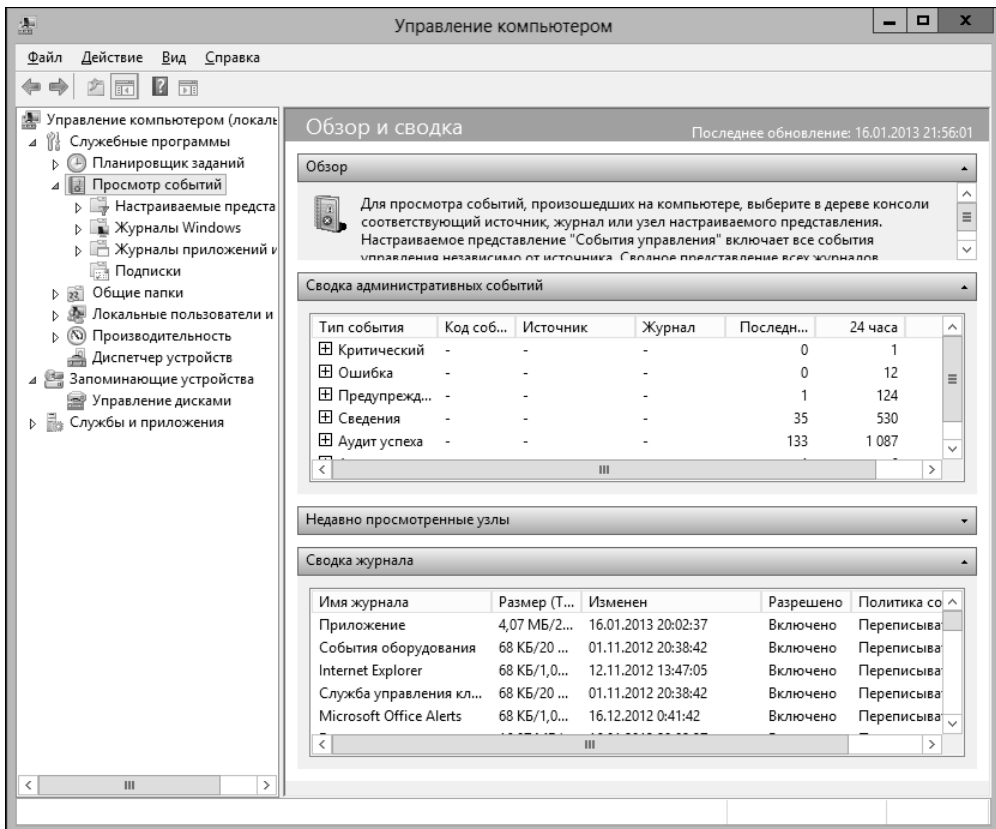 Управление компьютером
Файл Действие Вид Справка
Управление компьютером (локаль
Служебные программы
Планировщик заданий
Просмотр событий
Настраиваемые предста
Журналы Windows
Журналы приложений и
Подписки
Общие папки
Локальные пользователи и
Производительность
Диспетчер устройств
Запоминающие устройства
Управление дисками
Службы и приложения
Обзор и сводка
Последнее обновление: 16.01.2013 21:56:01
Обзор
Для просмотра событий, произошедших на компьютере, выберите в дереве консоли
соответствующий источник, журнал или узел настраиваемого представления.
Настраиваемое представление "События управления" включает все события
управления независимо от источника. Сводное представление всех журналов
Сводка административных событий
Тип события Код соб... Источник Журнал Последн... 24 часа
Критический - - - 0 1
Ошибка - - - 0 12
Предупрежд... - - - 1 124
Сведения - - - 35 530
Аудит успеха - - - 133 1 087
Недавно просмотренные узлы
Сводка журнала
Имя журнала Размер (Т... Изменен Разрешено Политика со
Приложение 4,07 МБ/2... 16.01.2013 20:02:37 Включено Переписыва
События оборудования 68 КБ/20 ... 01.11.2012 20:38:42 Включено Переписыва
Internet Explorer 68 КБ/1,0... 12.11.2012 13:47:05 Включено Переписыва
Служба управления кл... 68 КБ/20 ... 01.11.2012 20:38:42 Включено Переписыва
Microsoft Office Alerts 68 КБ/1,0... 16.12.2012 0:41:42 Включено Переписыва